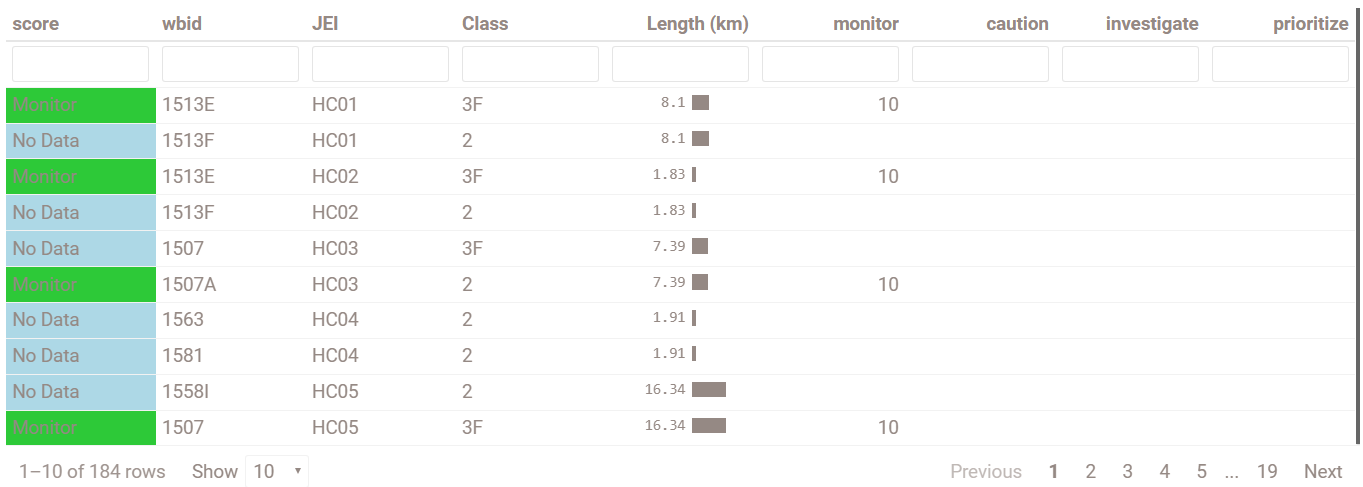 score wbid JEI Class Length (km) monitor caution investigate prioritize
Monitor 1513E HC01 3F 8.1 10
No Data 1513F HC01 2 8.1
Monitor 1513E HC02 3F 1.83 10
No Data 1513F HC02 2 1.83
No Data 1507 HC03 3F 7.39
Monitor 1507A HC03 2 7.39 10
No Data 1563 HC04 2 1.91
No Data 1581 HC04 2 1.91
No Data 1558I HC05 2 16.34
Monitor 1507 HC05 3F 16.34 10
1–10 of 184 rows Show 10 Previous 1 2 3 4 5 ... 19 Next